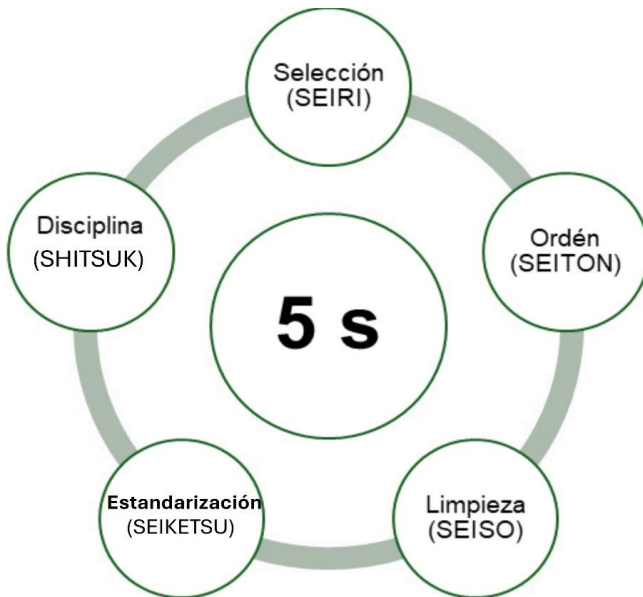 Selección
(SEIRI)
Ordén
(SEITON)
Limpieza
(SEISO)
Estandarización
(SEIKETSU)
Disciplina
(SHITSUK)
5 s